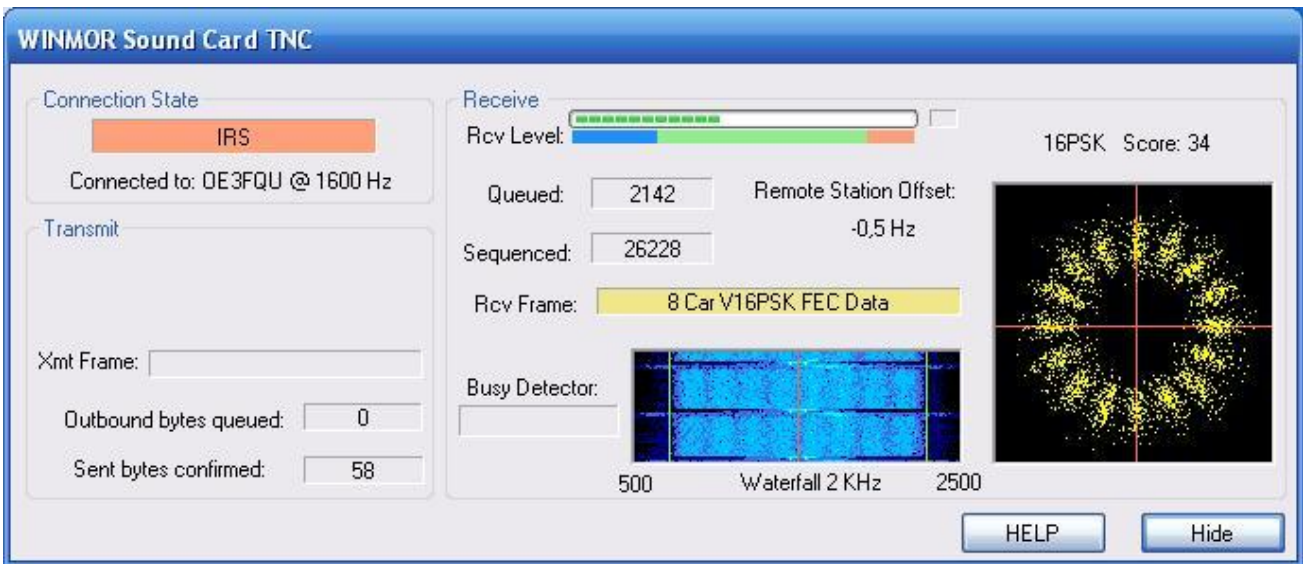 WINMOR Sound Card TNC
Connection State
IRS
Connected to: OE3FQU @ 1600 Hz
Transmit
Xmt Frame:
Outbound bytes queued: 0
Sent bytes confirmed: 58
Receive
Rcv Level:
16PSK Score: 34
Queued: 2142
Remote Station Offset:
-0,5 Hz
Sequenced: 26228
Rcv Frame: 8 Car V16PSK FEC Data
Busy Detector:
500 Waterfall 2 KHz 2500
HELP Hide